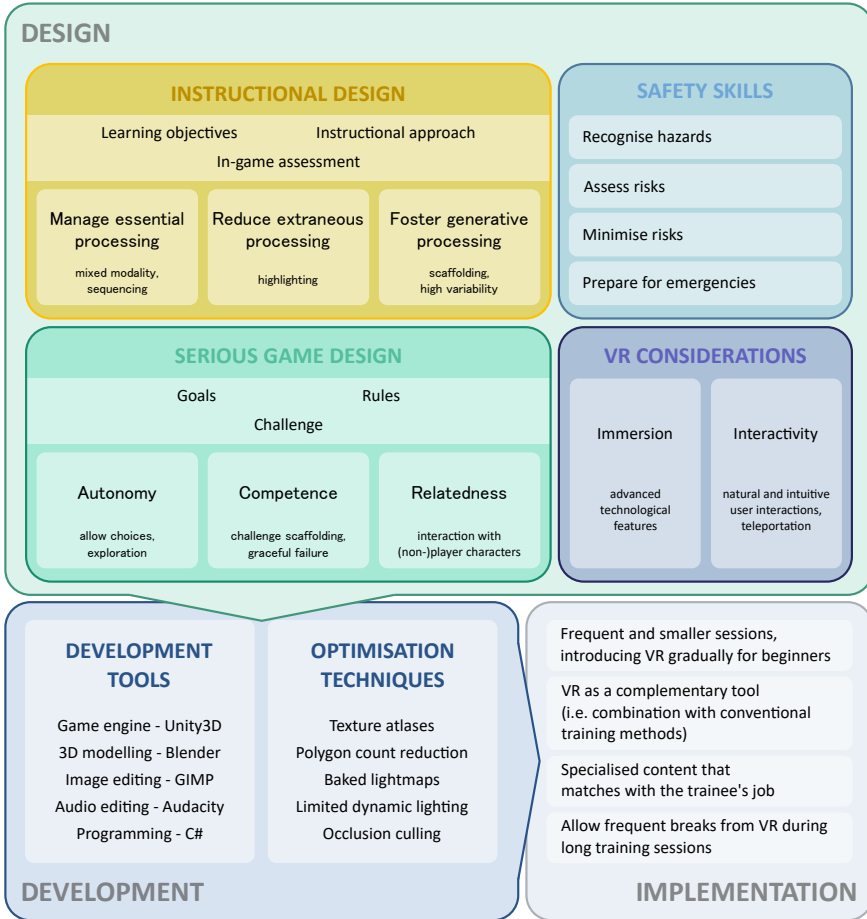 DESIGN
INSTRUCTIONAL DESIGN
Learning objectives
Instructional approach
In-game assessment
Manage essential
processing
mixed modality,
sequencing
Reduce extraneous
processing
highlighting
Foster generative
processing
scaffolding,
high variability
SAFETY SKILLS
Recognise hazards
Assess risks
Minimise risks
Prepare for emergencies
SERIOUS GAME DESIGN
Goals
Rules
Challenge
Autonomy
allow choices,
exploration
Competence
challenge scaffolding,
graceful failure
Relatedness
interaction with
(non-)player characters
VR CONSIDERATIONS
Immersion
advanced
technological
features
Interactivity
natural and intuitive
user interactions,
teleportation
DEVELOPMENT
TOOLS
Game engine - Unity3D
3D modelling - Blender
Image editing - GIMP
Audio editing - Audacity
Programming - C#
OPTIMISATION
TECHNIQUES
Texture atlases
Polygon count reduction
Baked lightmaps
Limited dynamic lighting
Occlusion culling
DEVELOPMENT
Frequent and smaller sessions,
introducing VR gradually for beginners
VR as a complementary tool
(i.e. combination with conventional
training methods)
Specialised content that
matches with the trainee's job
Allow frequent breaks from VR during
long training sessions
IMPLEMENTATION